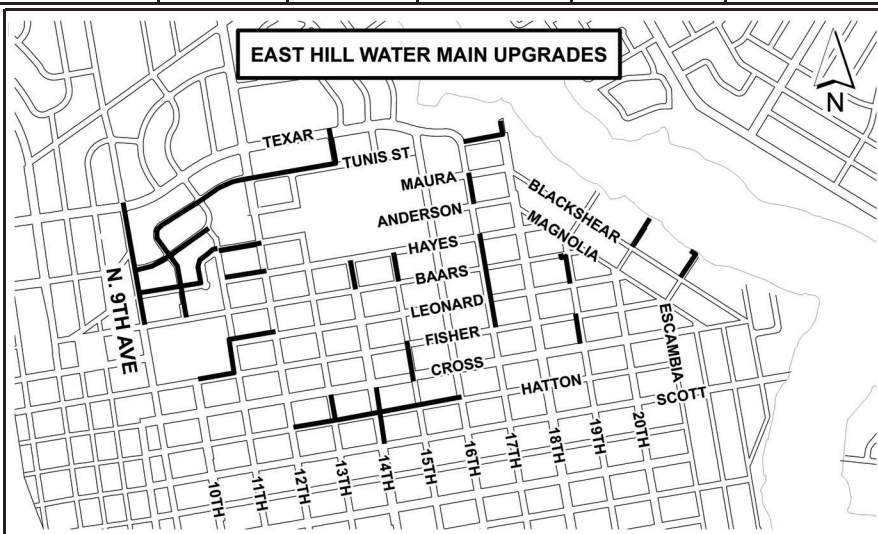 EAST HILL WATER MAIN UPGRADES
N
TEXAR
TUNIS ST
MAURA
BLACKSHEAR
ANDERSON
MAGNOLIA
HAYES
BAARS
N. 9TH AVE
LEONARD
ESCAMBIA
FISHER
CROSS
HATTON
SCOTT
10TH
11TH
12TH
13TH
14TH
15TH
16TH
17TH
18TH
19TH
20TH